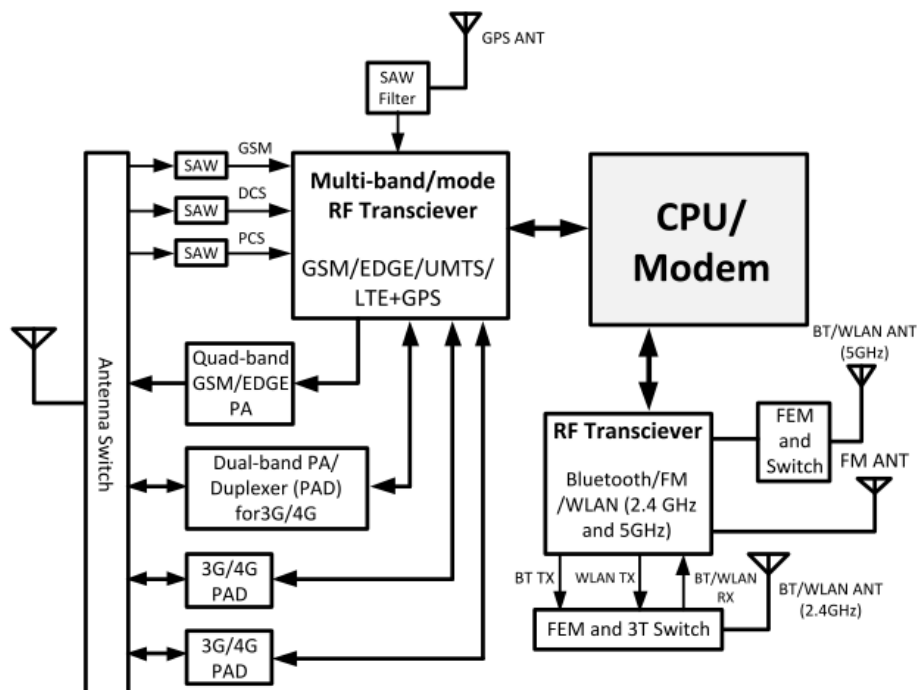 GPS ANT
SAW
Filter
GSM
SAW
DCS
SAW
PCS
SAW
Multi-band/mode
RF Transciever
GSM/EDGE/UMTS/
LTE+GPS
CPU/
Modem
Antenna Switch
Quad-band
GSM/EDGE
PA
Dual-band PA/
Duplexer (PAD)
for3G/4G
3G/4G
PAD
3G/4G
PAD
RF Transciever
Bluetooth/FM
/WLAN (2.4 GHz
and 5GHz)
BT/WLAN ANT
(5GHz)
FEM
and
Switch
FM ANT
BT TX
WLAN TX
BT/WLAN
RX
BT/WLAN ANT
(2.4GHz)
FEM and 3T Switch